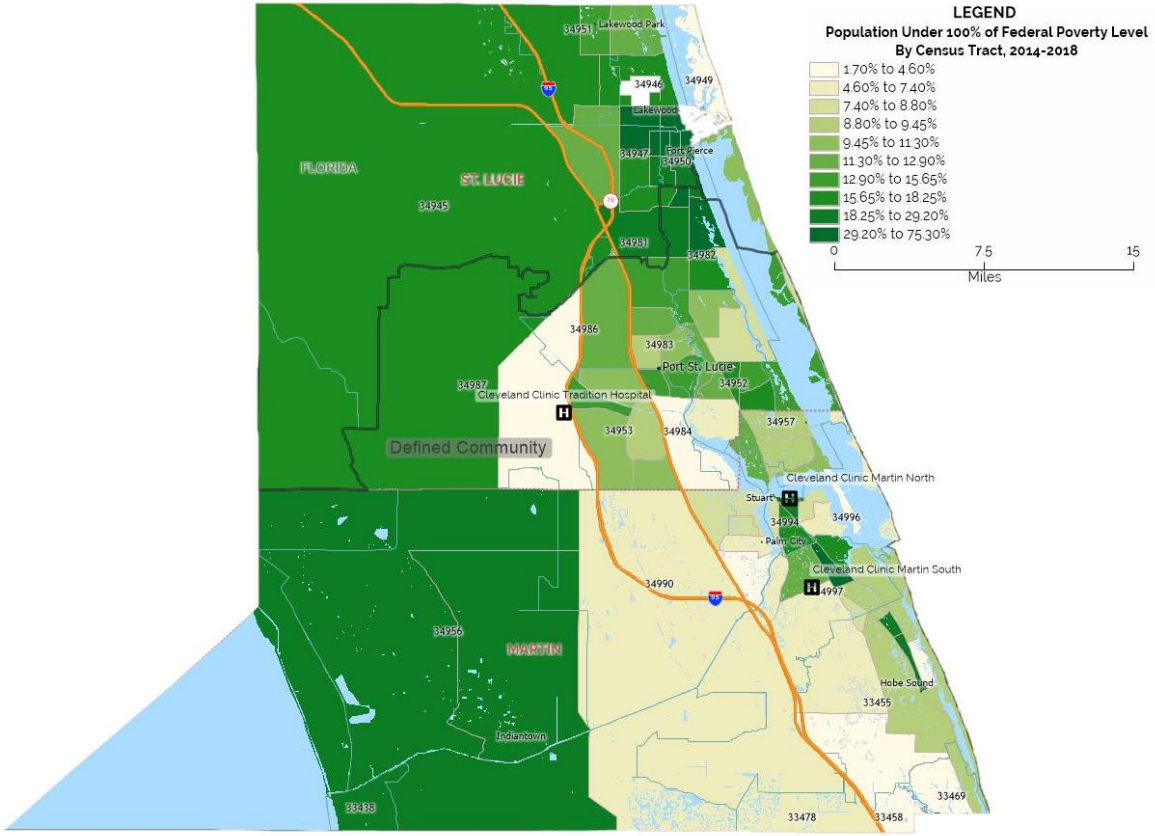 LEGEND
Population Under 100% of Federal Poverty Level
By Census Tract, 2014-2018
1.70% to 4.60%
4.60% to 7.40%
7.40% to 8.80%
8.80% to 9.45%
9.45% to 11.30%
11.30% to 12.90%
12.90% to 15.65%
15.65% to 18.25%
18.25% to 29.20%
29.20% to 75.30%
0 7.5 15
Miles
34951
Lakewood Park
95
34946
34949
Lakewood
34947
Fort Pierce
34950
FLORIDA
ST. LUCIE
34945
70
34981
34982
34986
34983
Port St. Lucie
34987
34952
Cleveland Clinic Tradition Hospital
H
34957
34953
34984
Defined Community
Cleveland Clinic Martin North
H
Stuart
34994
34996
Palm City
Cleveland Clinic Martin South
H
34990
4997
95
34956
MARTIN
Hobe Sound
33455
Indiantown
33469
33438
33478
33458